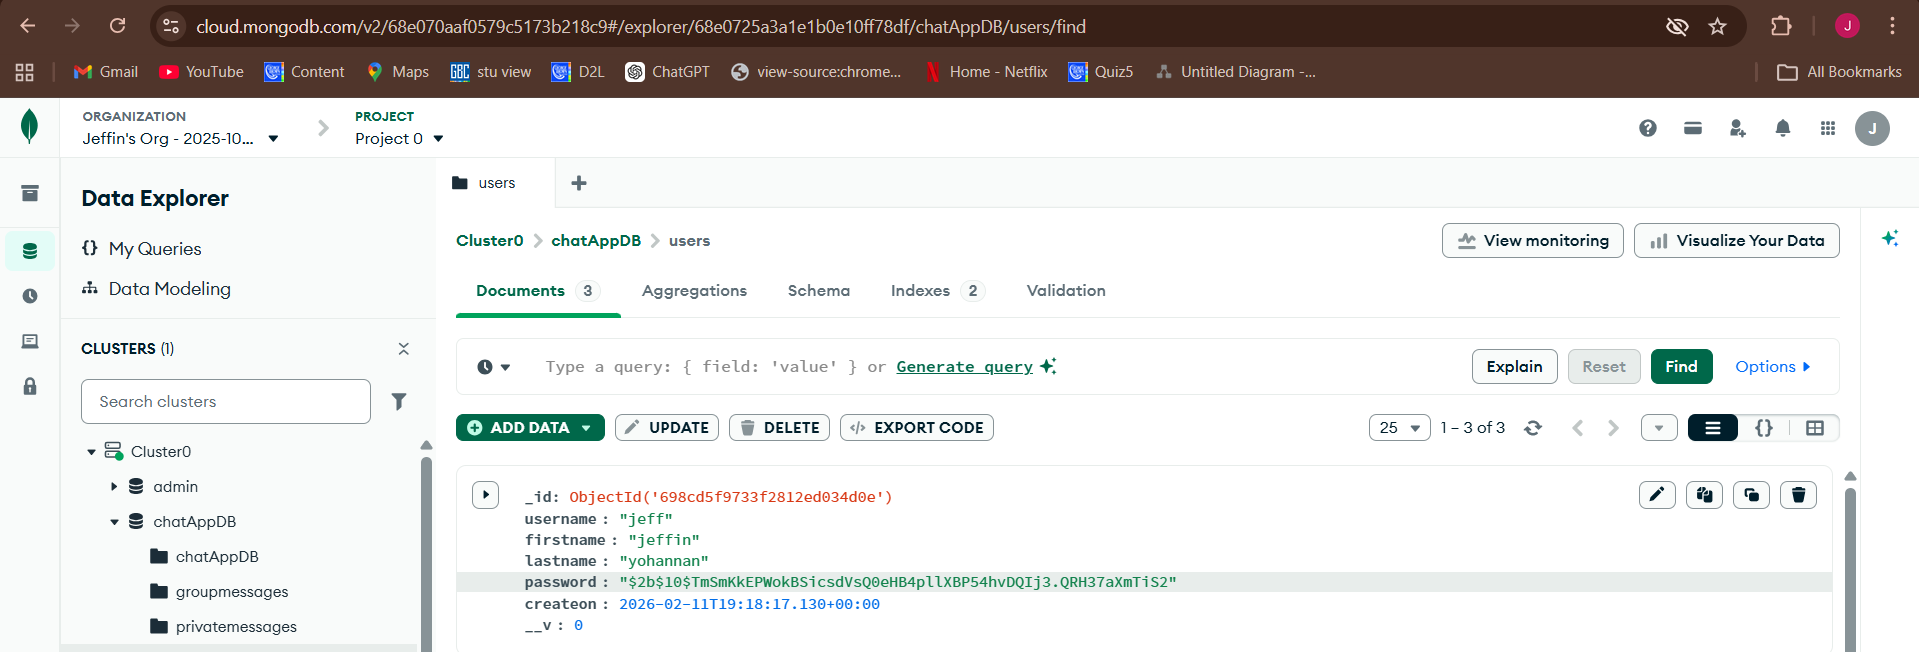 cloud.mongodb.com/v2/68e070aaf0579c5173b218c9#/explorer/68e0725a3a1e1b0e10ff78df/chatAppDB/users/find
J
Gmail YouTube Content Maps GBC stu view D2L ChatGPT view-source:chrome... Home - Netflix Quiz5 Untitled Diagram -... All Bookmarks
ORGANIZATION
Jeffin's Org - 2025-10...
PROJECT
Project 0
J
Data Explorer
My Queries
Data Modeling
CLUSTERS (1)
Search clusters
Cluster0
admin
chatAppDB
chatAppDB
groupmessages
privatemessages
users
Cluster0 chatAppDB users
View monitoring Visualize Your Data
Documents 3 Aggregations Schema Indexes 2 Validation
Type a query: { field: 'value' } or Generate query
Explain Reset Find Options
ADD DATA UPDATE DELETE EXPORT CODE
25 1 – 3 of 3
_id: ObjectId('698cd5f9733f2812ed034d0e')
username : "jeff"
firstname : "jeffin"
lastname : "yohannan"
password : "$2b$10$TmSmKkEPWokBSicsdVsQ0eHB4pllXBP54hvDQIj3.QRH37aXmTiS2"
createon : 2026-02-11T19:18:17.130+00:00
__v : 0